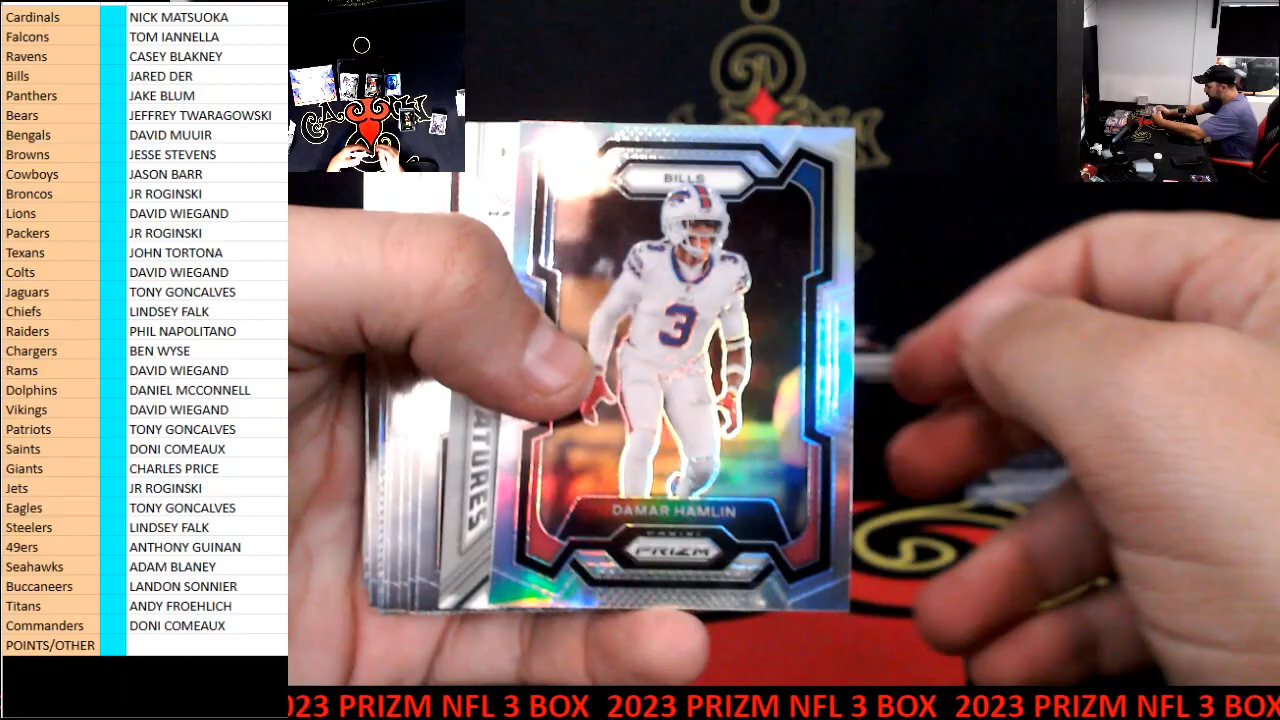 Cardinals NICK MATSUOKA
Falcons TOM IANNELLA
Ravens CASEY BLAKNEY
Bills JARED DER
Panthers JAKE BLUM
Bears JEFFREY TWARAGOWSKI
Bengals DAVID MUUIR
Browns JESSE STEVENS
Cowboys JASON BARR
Broncos JR ROGINSKI
Lions DAVID WIEGAND
Packers JR ROGINSKI
Texans JOHN TORTONA
Colts DAVID WIEGAND
Jaguars TONY GONCALVES
Chiefs LINDSEY FALK
Raiders PHIL NAPOLITANO
Chargers BEN WYSE
Rams DAVID WIEGAND
Dolphins DANIEL MCCONNELL
Vikings DAVID WIEGAND
Patriots TONY GONCALVES
Saints DONI COMEAUX
Giants CHARLES PRICE
Jets JR ROGINSKI
Eagles TONY GONCALVES
Steelers LINDSEY FALK
49ers ANTHONY GUINAN
Seahawks ADAM BLANEY
Buccaneers LANDON SONNIER
Titans ANDY FROEHLICH
Commanders DONI COMEAUX
POINTS/OTHER
BILLS
3
3
DAMAR HAMLIN
PANINI
PRIZM
ATURES
023 PRIZM NFL 3 BOX 2023 PRIZM NFL 3 BOX 2023 PRIZM NFL 3 BOX